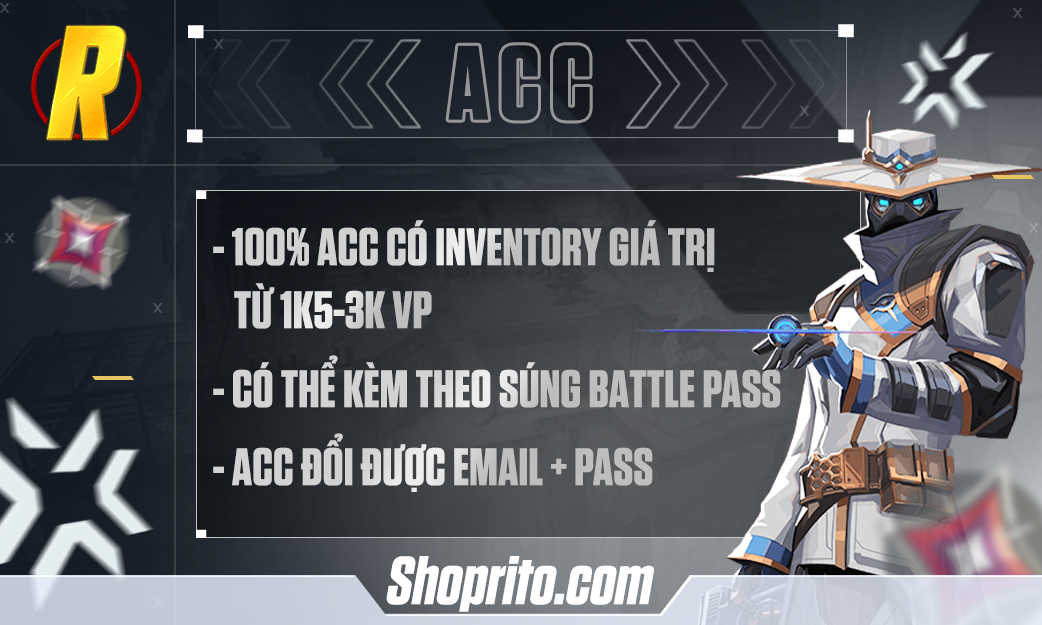 R
ACC
- 100% ACC CÓ INVENTORY GIÁ TRỊ
TỪ 1K5-3K VP
- CÓ THỂ KÈM THEO SÚNG BATTLE PASS
- ACC ĐỔI ĐƯỢC EMAIL + PASS
Shoprito.com